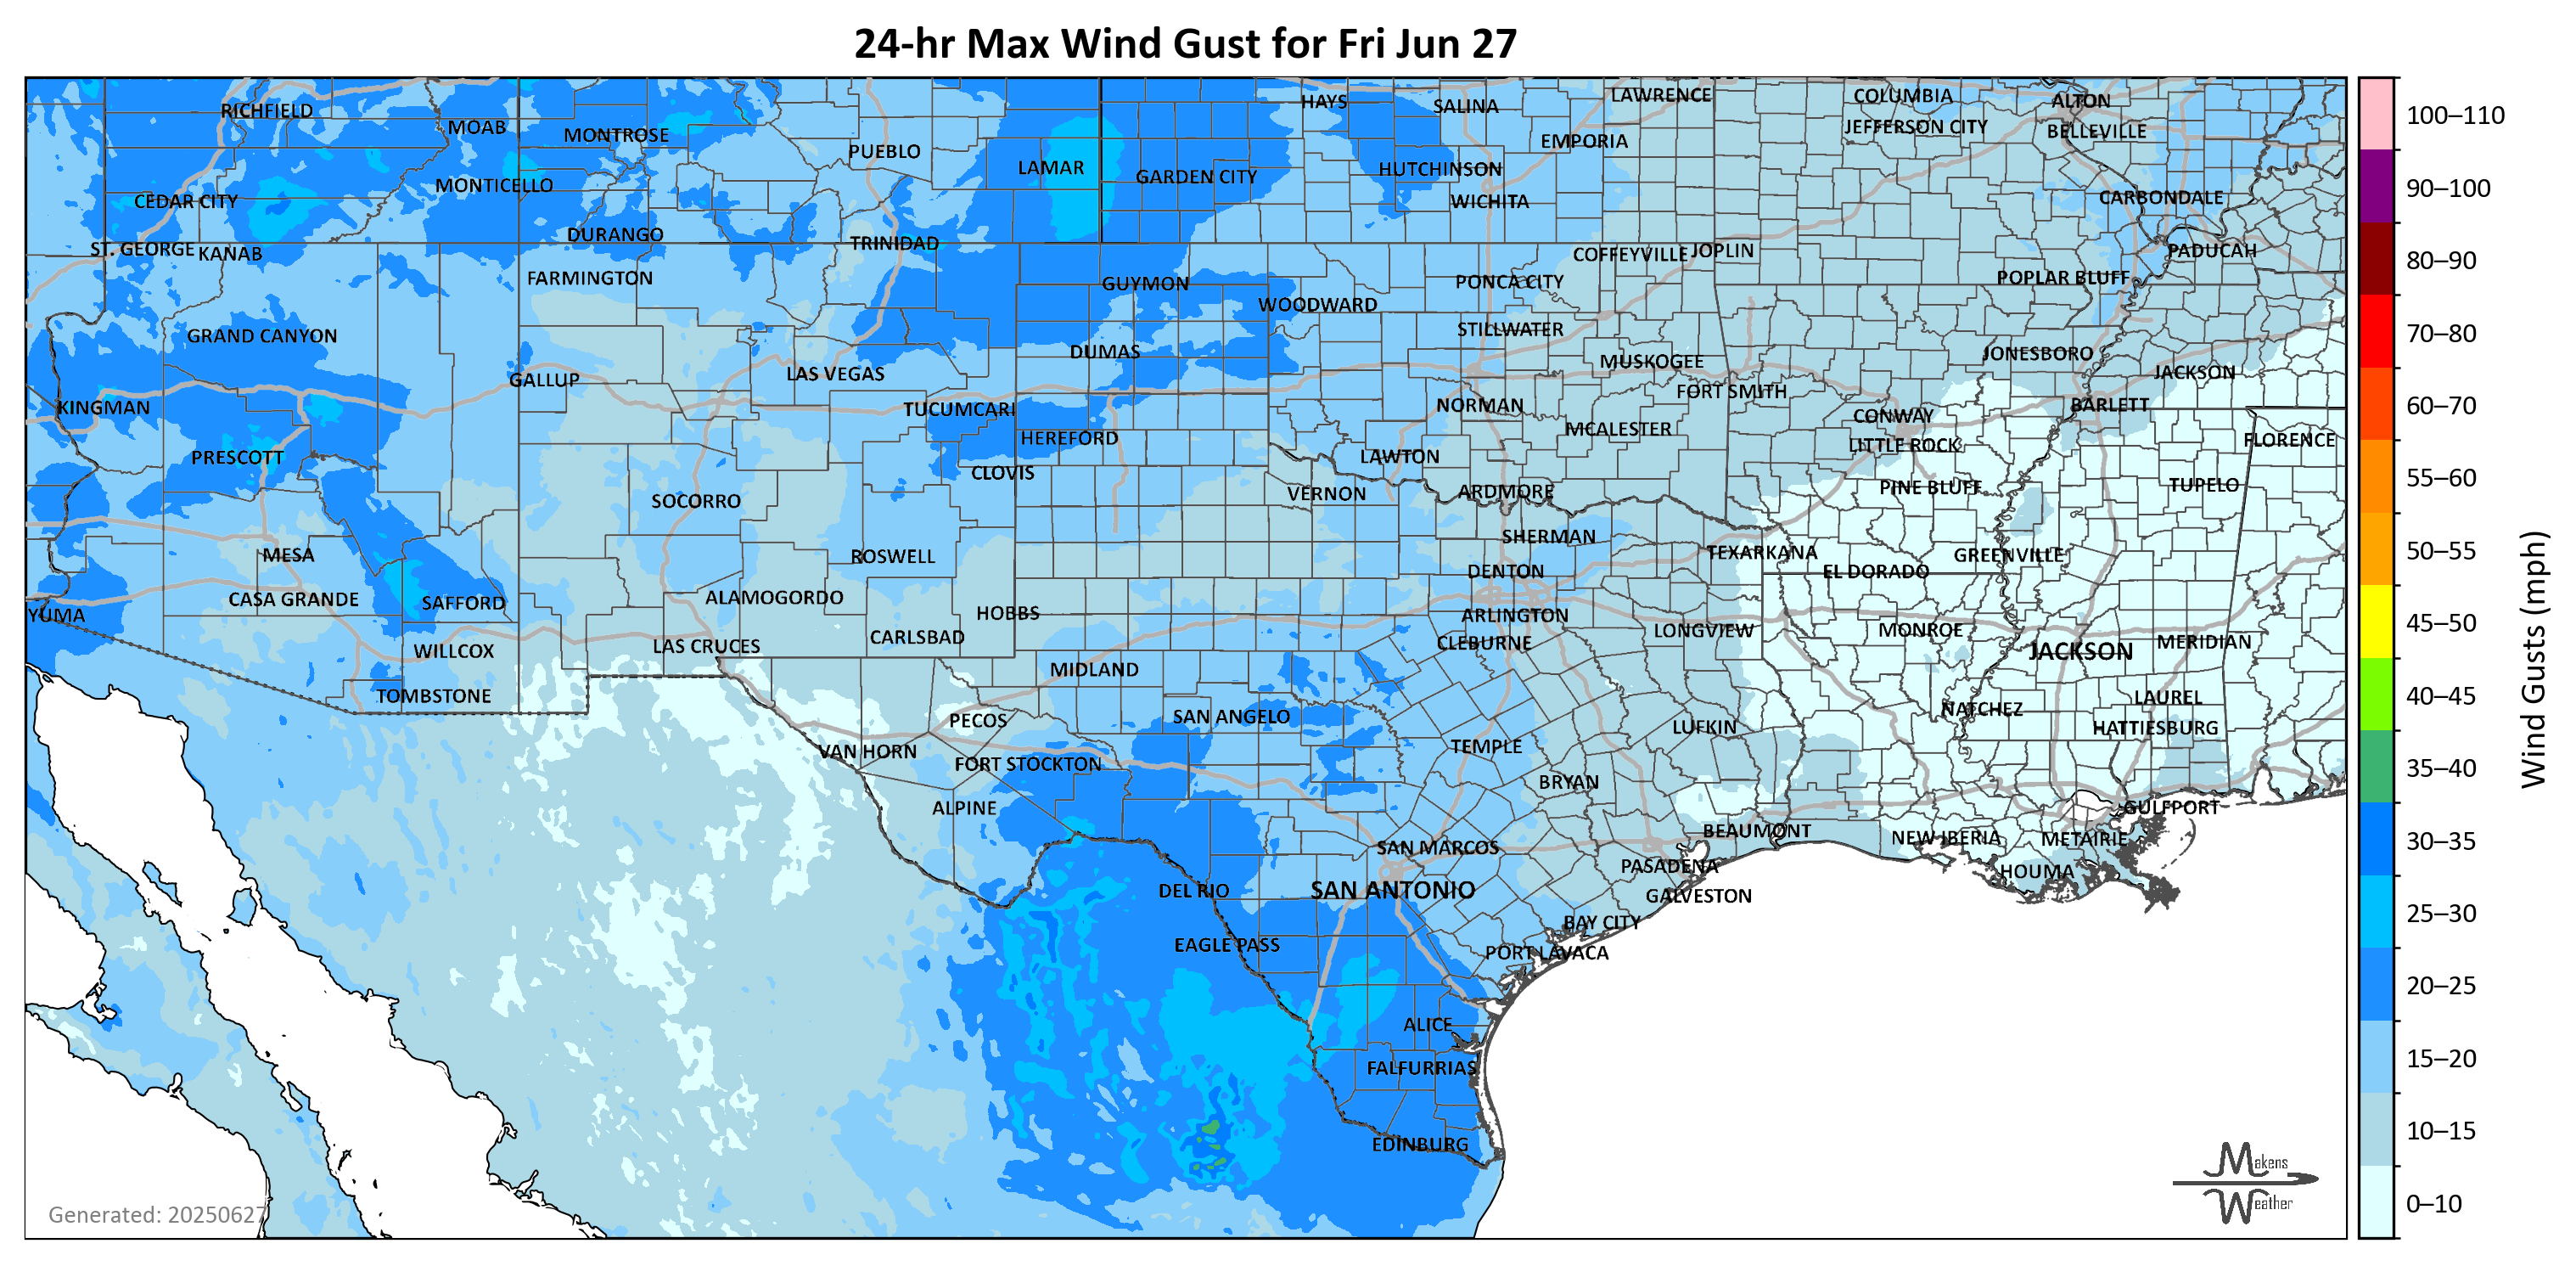 24-hr Max Wind Gust for Fri Jun 27
RICHFIELD
MOAB
MONTROSE
PUEBLO
LAMAR
GARDEN CITY
HAYS
SALINA
LAWRENCE
COLUMBIA
ALTON
EMPORIA
JEFFERSON CITY
BELLEVILLE
HUTCHINSON
MONTICELLO
CEDAR CITY
WICHITA
CARBONDALE
DURANGO
ST. GEORGE
KANAB
TRINIDAD
COFFEYVILLE
JOPLIN
PADUCAH
FARMINGTON
GUYMON
PONCA CITY
POPLAR BLUFF
WOODWARD
GRAND CANYON
STILLWATER
DUMAS
MUSKOGEE
JONESBORO
GALLUP
LAS VEGAS
FORT SMITH
JACKSON
KINGMAN
TUCUMCARI
NORMAN
CONWAY
BARLETT
HEREFORD
MCALESTER
LITTLE ROCK
FLORENCE
PRESCOTT
CLOVIS
LAWTON
SOCORRO
VERNON
ARDMORE
PINE BLUFF
TUPELO
MESA
ROSWELL
SHERMAN
TEXARKANA
GREENVILLE
DENTON
EL DORADO
CASA GRANDE
SAFFORD
ALAMOGORDO
HOBBS
YUMA
ARLINGTON
WILLCOX
LAS CRUCES
CARLSBAD
CLEBURNE
LONGVIEW
MONROE
JACKSON
MERIDIAN
MIDLAND
TOMBSTONE
PECOS
SAN ANGELO
NATCHEZ
LAUREL
LUFKIN
HATTIESBURG
VAN HORN
FORT STOCKTON
TEMPLE
BRYAN
ALPINE
GULFPORT
BEAUMONT
NEW IBERIA
METAIRIE
SAN MARCOS
PASADENA
HOUMA
DEL RIO
SAN ANTONIO
GALVESTON
BAY CITY
EAGLE PASS
PORT LAVACA
ALICE
FALFURRIAS
EDINBURG
Generated: 20250627
Makens
Weather
100–110
90–100
80–90
70–80
60–70
55–60
50–55
45–50
40–45
35–40
30–35
25–30
20–25
15–20
10–15
0–10
Wind Gusts (mph)